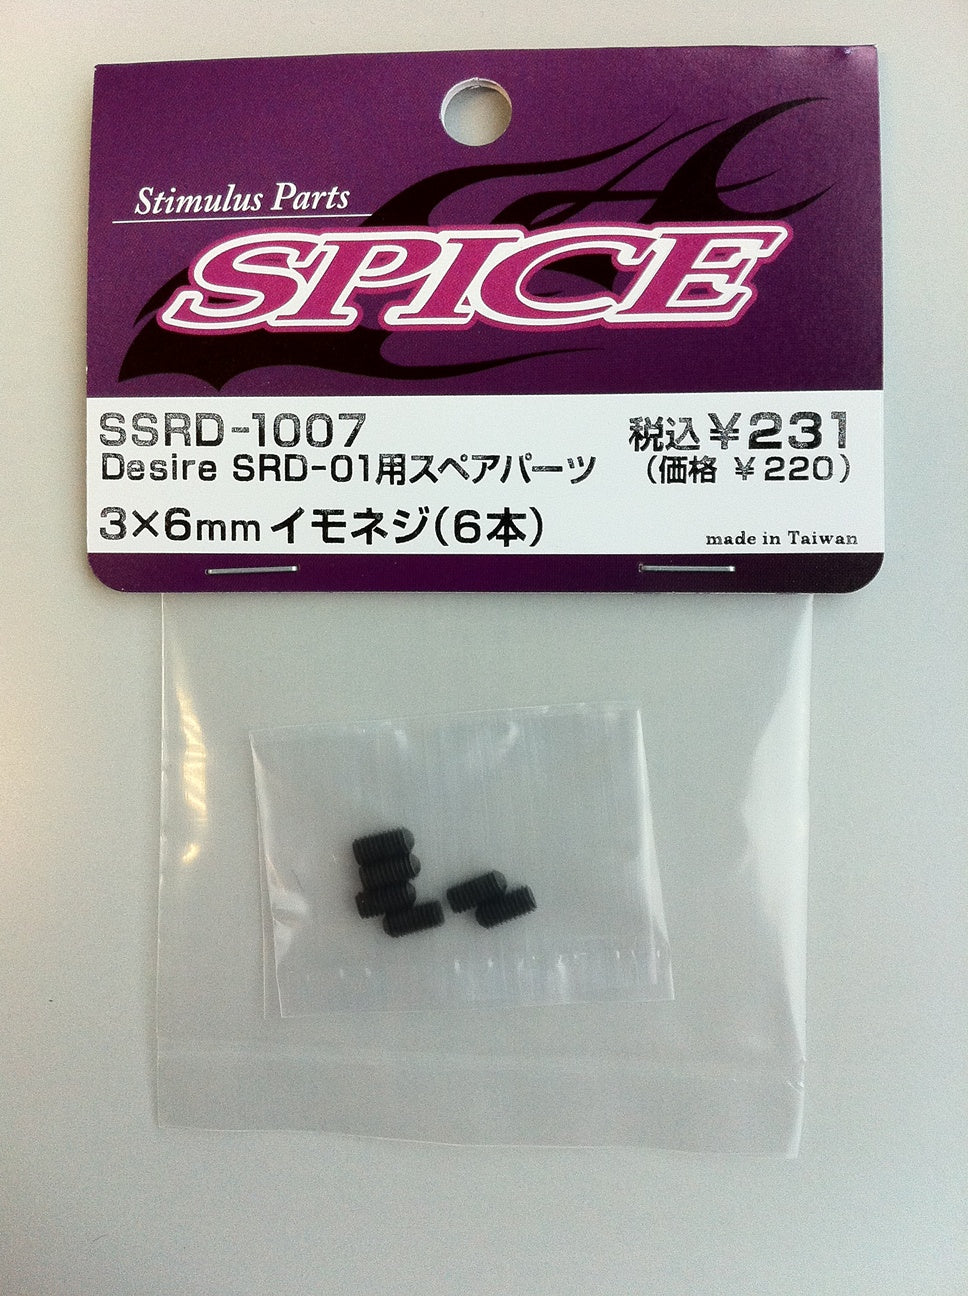 Stimulus Parts
SPICE
SSRD-1007
税込¥231
Desire SRD-01用スペアパーツ
(価格 ¥220)
3×6mm イモネジ(6本)
made in Taiwan